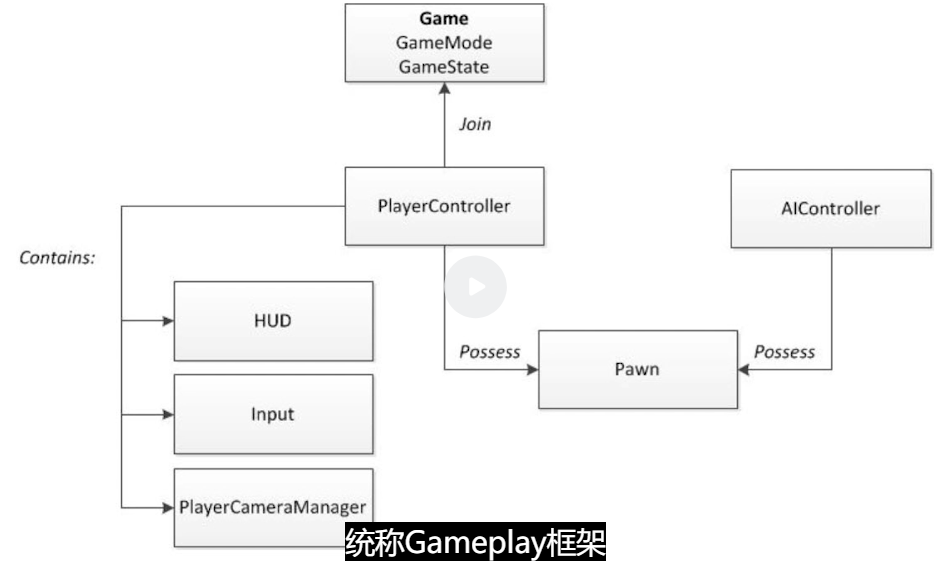 Game
GameMode
GameState
Join
PlayerController
AIController
Contains:
HUD
Possess
Possess
Pawn
Input
PlayerCameraManager
统称Gameplay框架